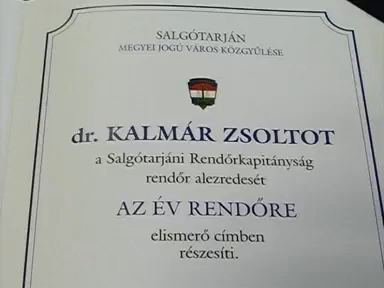 SALGÓTARJÁN
MEGYEI JOGÚ VÁROS KÖZGYŰLÉSE
dr. KALMÁR ZSOLTOT
a Salgótarjáni Rendőrkapitányság
rendőr alezredesét
AZ ÉV RENDŐRE
elismerő címben
részesíti.